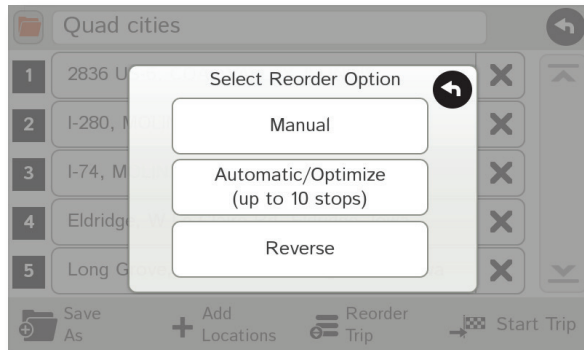 Quad cities
1 2836 U
Select Reorder Option
2 I-280, M
Manual
3 I-74, M
Automatic/Optimize
(up to 10 stops)
4 Eldridge, W
Reverse
5 Long Grove
Save
As
Add
Locations
Reorder
Trip
Start Trip